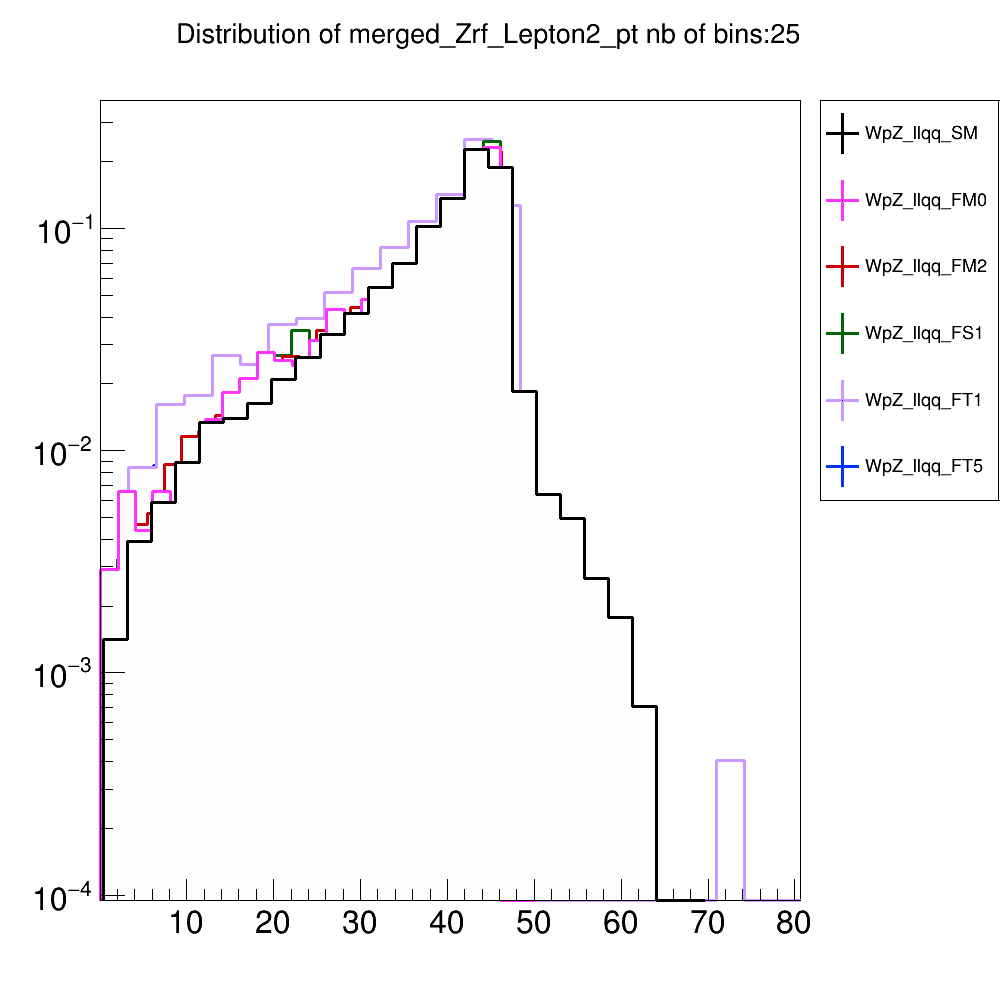 Distribution of merged_Zrf_Lepton2_pt nb of bins:25
WpZ_llqq_SM
WpZ_llqq_FM0
WpZ_llqq_FM2
WpZ_llqq_FS1
WpZ_llqq_FT1
WpZ_llqq_FT5
10⁻¹
10⁻²
10⁻³
10⁻⁴
10 20 30 40 50 60 70 80